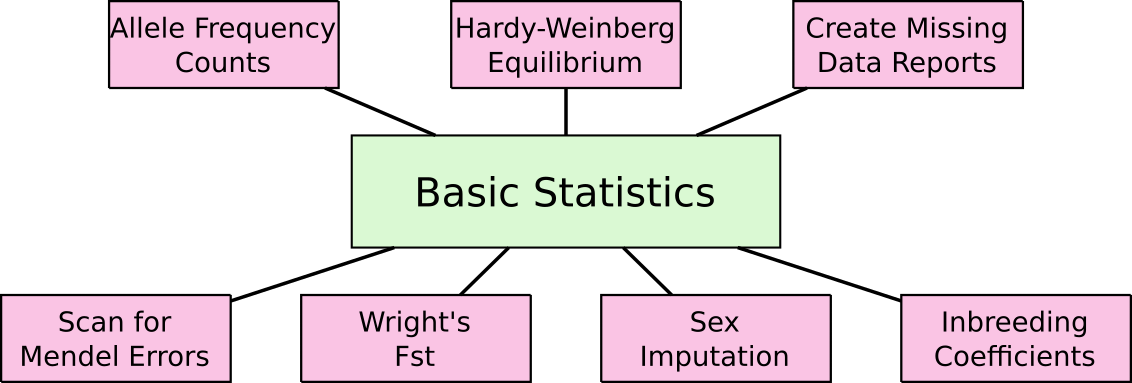 Allele Frequency
Counts
Hardy-Weinberg
Equilibrium
Create Missing
Data Reports
Basic Statistics
Scan for
Mendel Errors
Wright's
Fst
Sex
Imputation
Inbreeding
Coefficients